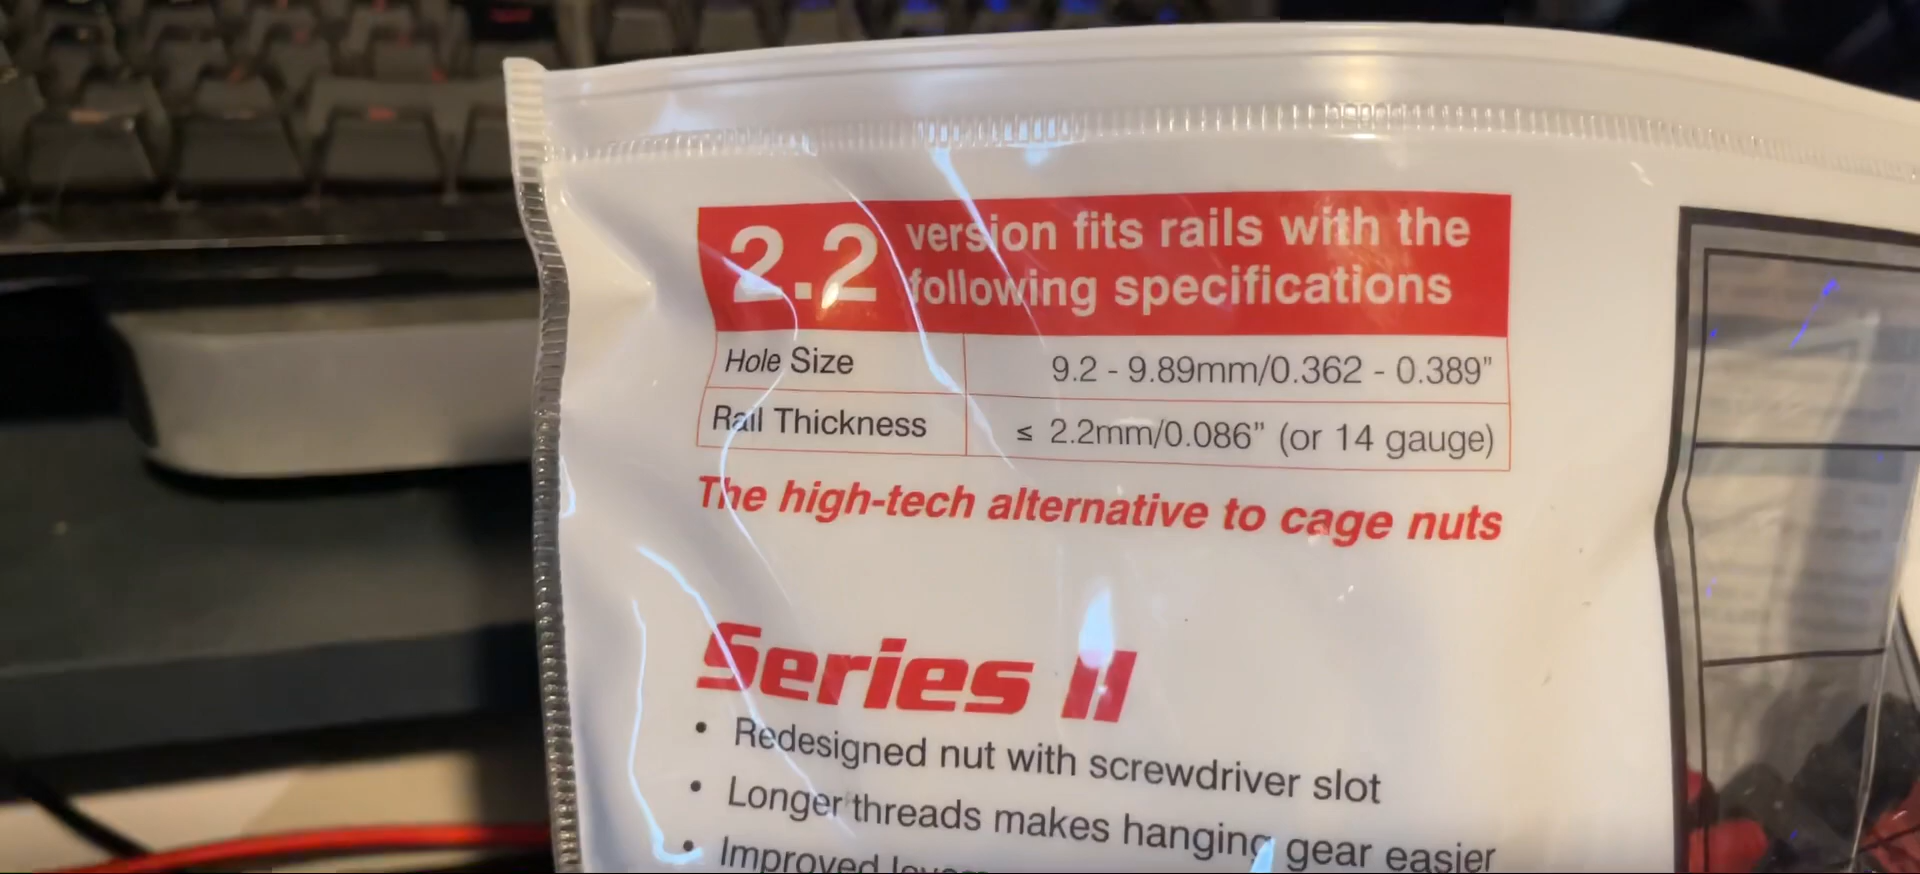 2.2 version fits rails with the
following specifications
Hole Size 9.2 - 9.89mm/0.362 - 0.389"
Rail Thickness ≤ 2.2mm/0.086" (or 14 gauge)
The high-tech alternative to cage nuts
Series II
• Redesigned nut with screwdriver slot
• Longer threads makes hanging gear easier
• Improved